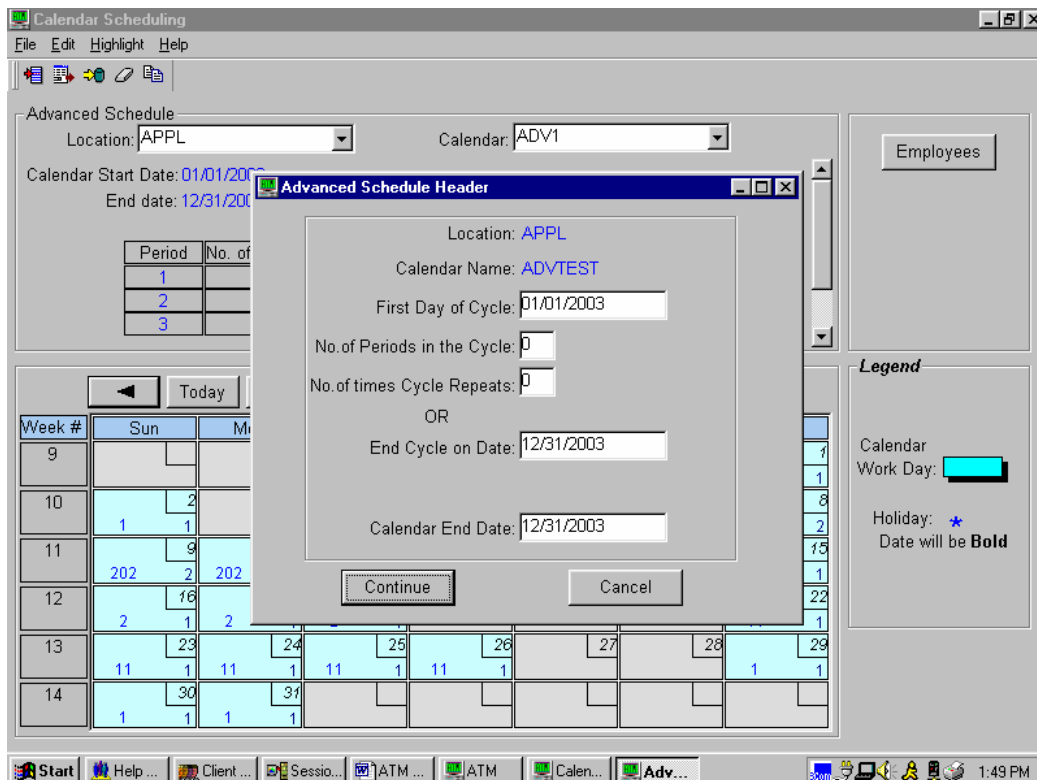 Calendar Scheduling
File Edit Highlight Help
Advanced Schedule
Location: APPL Calendar: ADV1
Employees
Calendar Start Date: 01/01/200
End date: 12/31/200
Period No. of
1
2
3
Advanced Schedule Header
Location: APPL
Calendar Name: ADVTEST
First Day of Cycle: 01/01/2003
No.of Periods in the Cycle: 0
No.of times Cycle Repeats: 0
OR
End Cycle on Date: 12/31/2003
Calendar End Date: 12/31/2003
Continue Cancel
Legend
Calendar
Work Day:
Holiday: *
Date will be Bold
Today
Week # Sun
9 1
1
10 2 8
1 1 2
11 9 15
202 2 202 1
12 16 22
2 1 2 1
13 23 24 25 26 27 28 29
11 1 11 1 11 1 11 1 1 1
14 30 31
1 1 1 1
Start Help ... Client ... Sessio... ATM ... ATM Calen... Adv... 3Com 1:49 PM